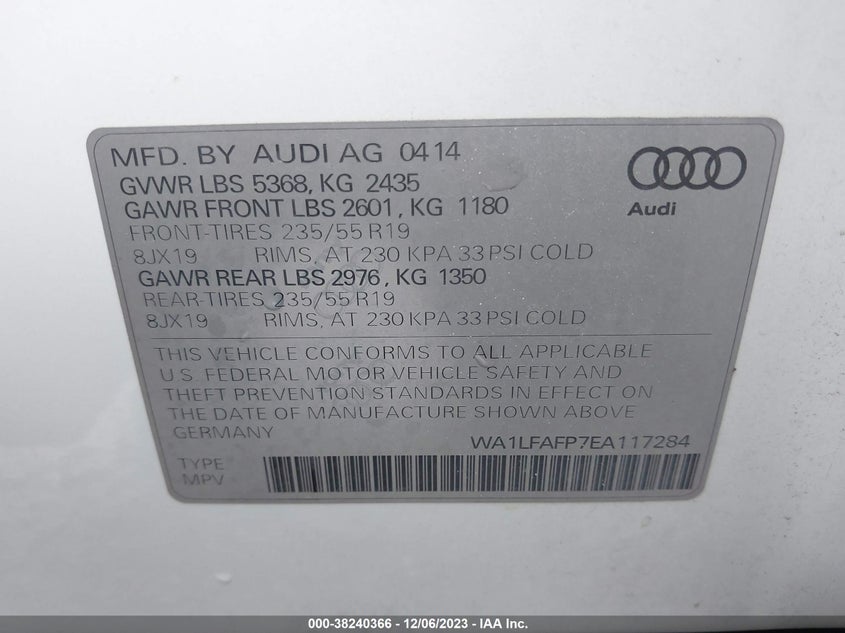 MFD. BY AUDI AG 0414
GVWR LBS 5368, KG 2435
GAWR FRONT LBS 2601, KG 1180
FRONT-TIRES 235/55 R19
8JX19 RIMS, AT 230 KPA 33 PSI COLD
GAWR REAR LBS 2976, KG 1350
REAR-TIRES 235/55 R19
8JX19 RIMS, AT 230 KPA 33 PSI COLD
Audi
THIS VEHICLE CONFORMS TO ALL APPLICABLE
U.S. FEDERAL MOTOR VEHICLE SAFETY AND
THEFT PREVENTION STANDARDS IN EFFECT ON
THE DATE OF MANUFACTURE SHOWN ABOVE
GERMANY WA1LFAFP7EA117284
TYPE
MPV
000-38240366 - 12/06/2023 - IAA Inc.